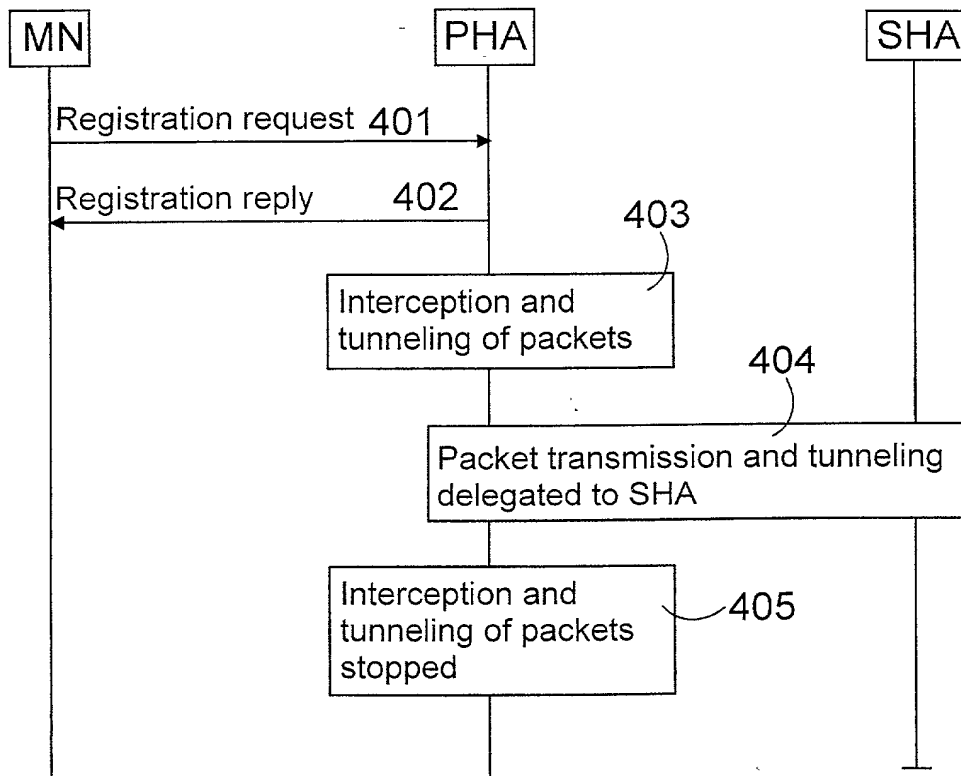 MN PHA SHA
Registration request 401
Registration reply 402
403
Interception and
tunneling of packets
404
Packet transmission and tunneling
delegated to SHA
Interception and
tunneling of packets
stopped
405